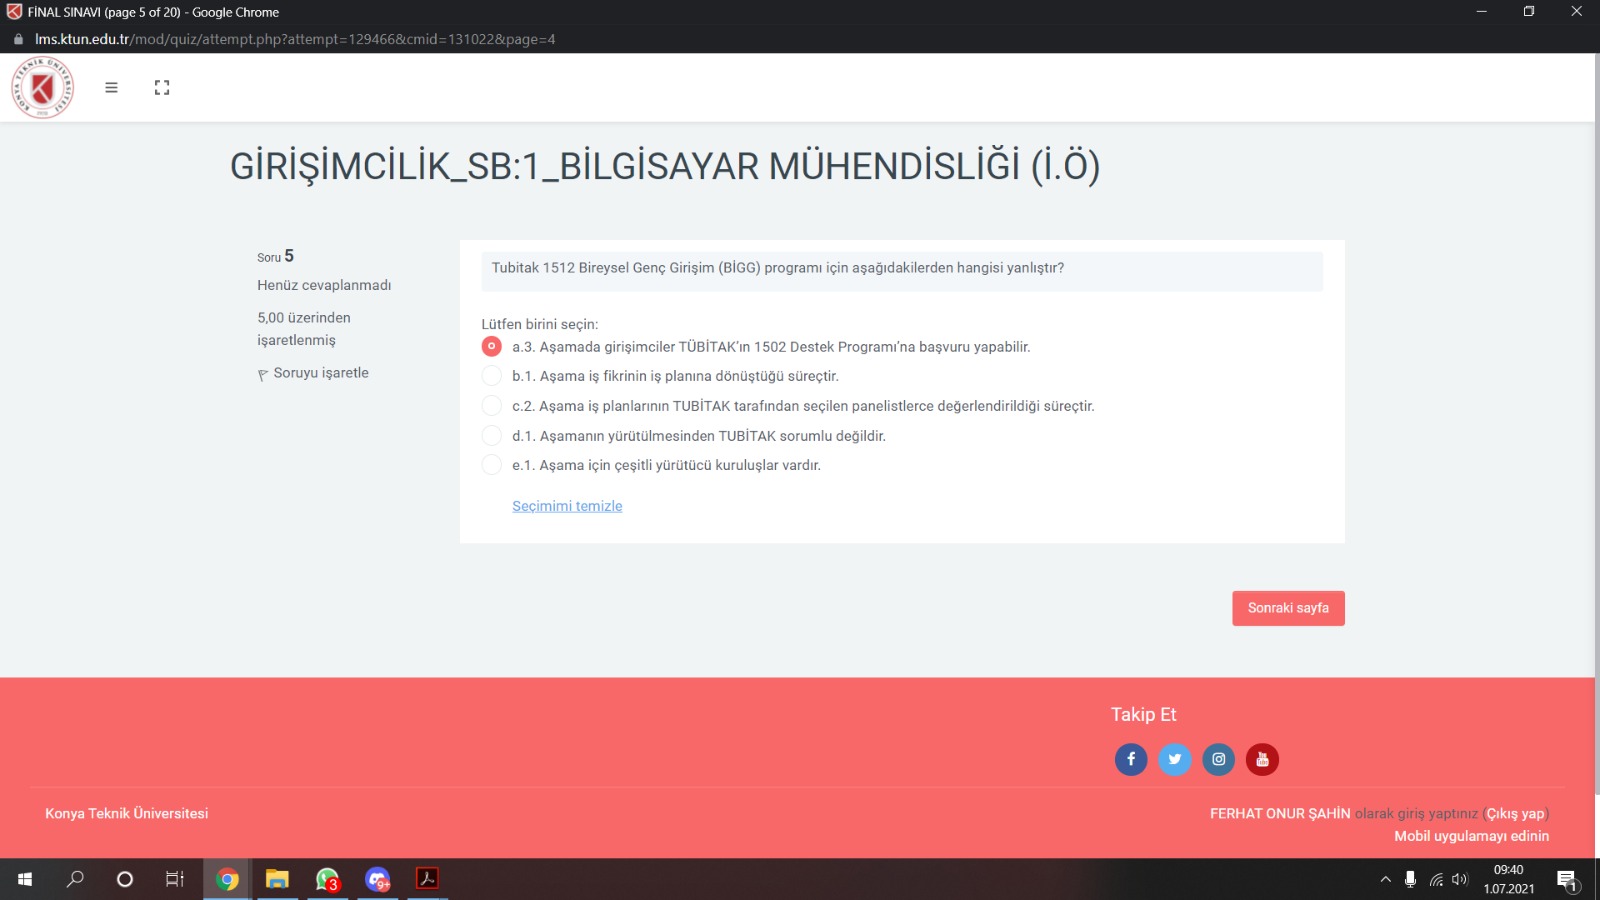 FİNAL SINAVI (page 5 of 20) - Google Chrome
lms.ktun.edu.tr/mod/quiz/attempt.php?attempt=129466&cmid=131022&page=4
KONYA TEKNİK ÜNİVERSİTESİ
GİRİŞİMCİLİK_SB:1_BİLGİSAYAR MÜHENDİSLİĞİ (İ.Ö)
Soru 5
Henüz cevaplanmadı
5,00 üzerinden
işaretlenmiş
Soruyu işaretle
Tubitak 1512 Bireysel Genç Girişim (BİGG) programı için aşağıdakilerden hangisi yanlıştır?
Lütfen birini seçin:
a.3. Aşamada girişimciler TÜBİTAK'ın 1502 Destek Programı'na başvuru yapabilir.
b.1. Aşama iş fikrinin iş planına dönüştüğü süreçtir.
c.2. Aşama iş planlarının TUBİTAK tarafından seçilen panelistlerce değerlendirildiği süreçtir.
d.1. Aşamanın yürütülmesinden TUBİTAK sorumlu değildir.
e.1. Aşama için çeşitli yürütücü kuruluşlar vardır.
Seçimimi temizle
Sonraki sayfa
Takip Et
Konya Teknik Üniversitesi
FERHAT ONUR ŞAHİN olarak giriş yaptınız (Çıkış yap)
Mobil uygulamayı edinin
3
9+
09:40
1.07.2021
1